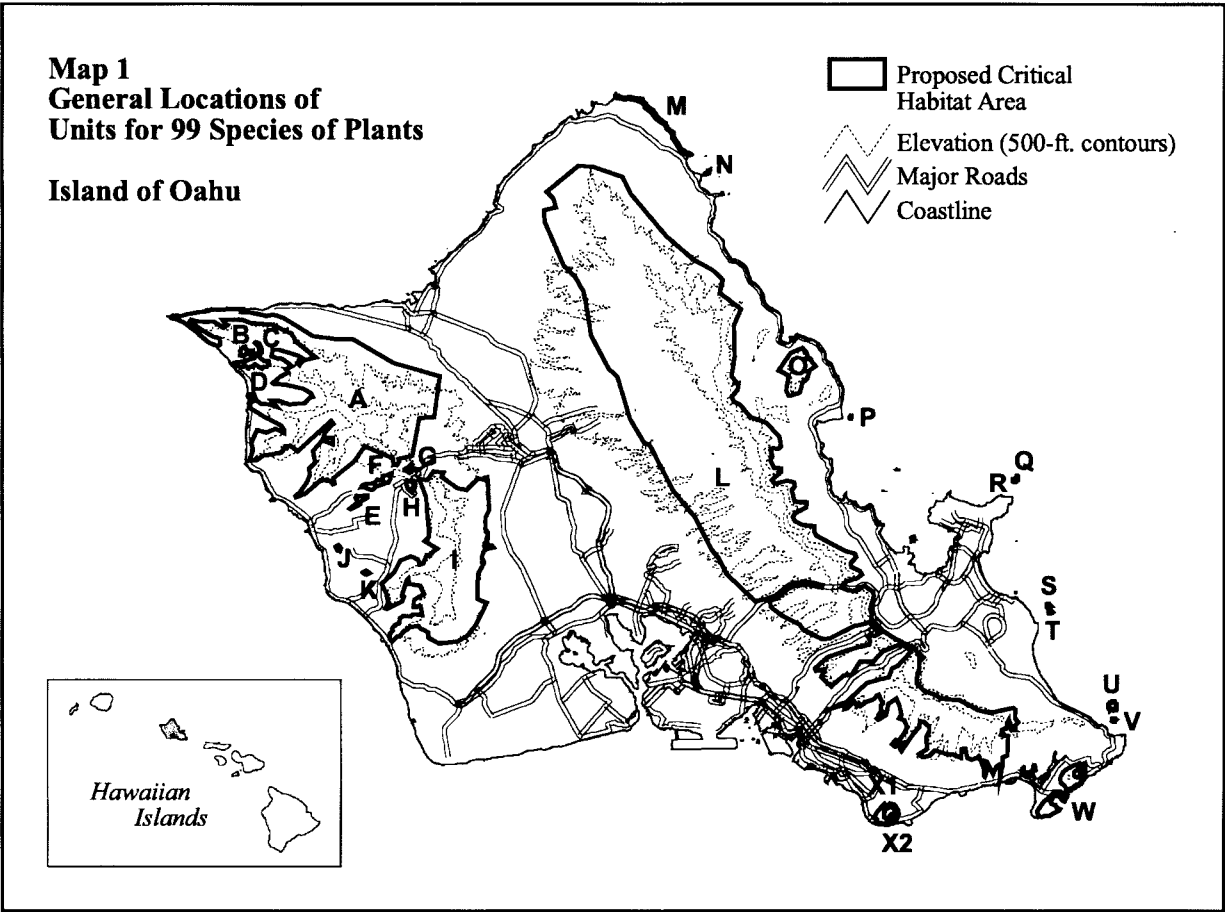 Map 1
General Locations of
Units for 99 Species of Plants
Island of Oahu
Proposed Critical
Habitat Area
Elevation (500-ft. contours)
Major Roads
Coastline
M
N
B
C
D
A
O
P
F
G
L
Q
R
E
H
J
I
K
S
T
U
V
X1
W
X2
Hawaiian
Islands